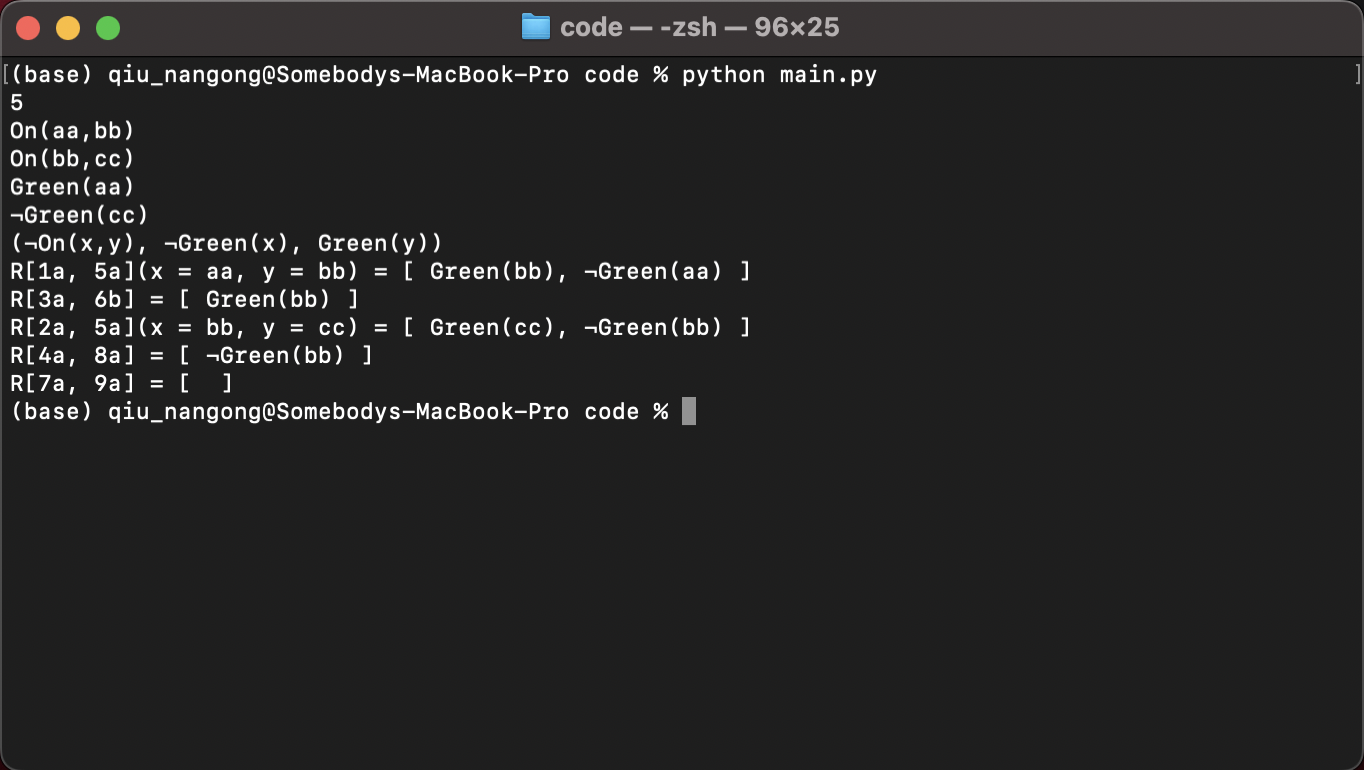 code — -zsh — 96×25
[(base) qiu_nangong@Somebodys-MacBook-Pro code % python main.py ]
5
On(aa,bb)
On(bb,cc)
Green(aa)
¬Green(cc)
(¬On(x,y), ¬Green(x), Green(y))
R[1a, 5a](x = aa, y = bb) = [ Green(bb), ¬Green(aa) ]
R[3a, 6b] = [ Green(bb) ]
R[2a, 5a](x = bb, y = cc) = [ Green(cc), ¬Green(bb) ]
R[4a, 8a] = [ ¬Green(bb) ]
R[7a, 9a] = [  ]
(base) qiu_nangong@Somebodys-MacBook-Pro code %